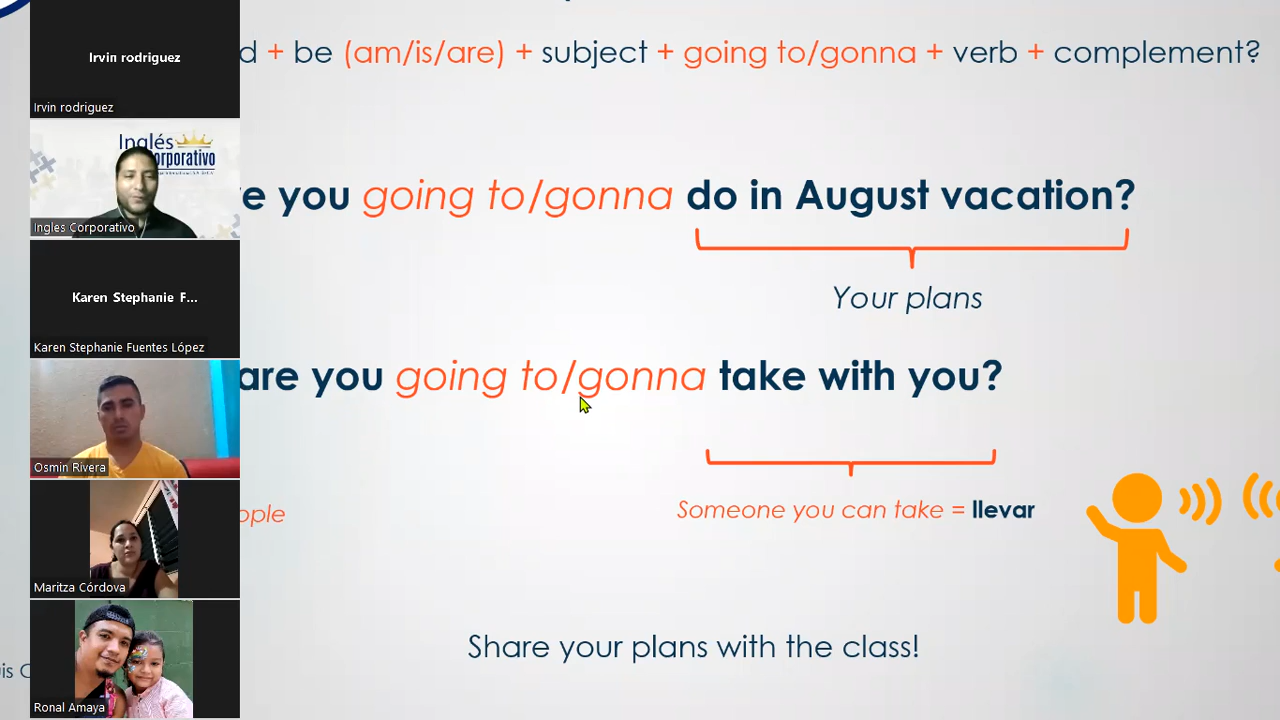 Irvin rodriguez
Irvin rodriguez
Inglés
Corporativo
Ingles Corporativo
Karen Stephanie F...
Karen Stephanie Fuentes López
Osmin Rivera
Maritza Córdova
Ronal Amaya
d + be (am/is/are) + subject + going to/gonna + verb + complement?
e you going to/gonna do in August vacation?
Your plans
are you going to/gonna take with you?
ople
Someone you can take = llevar
Share your plans with the class!